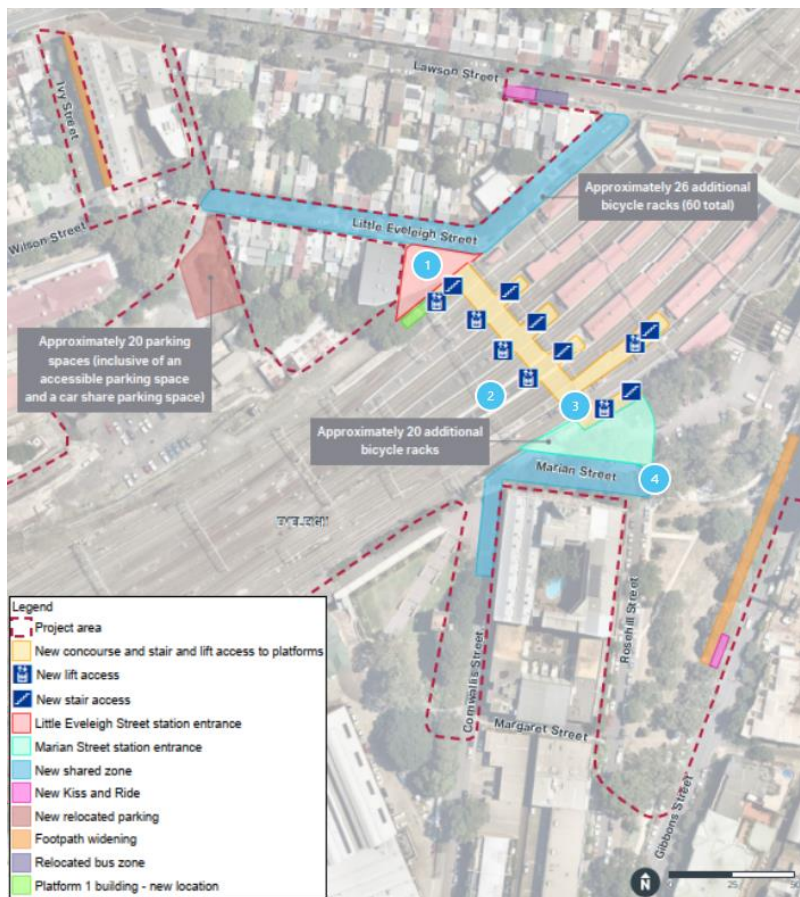 Lawson Street
Ivy Street
Approximately 26 additional
bicycle racks (60 total)
Little Eveleigh Street
Wilson Street
1
Approximately 20 parking
spaces (inclusive of an
accessible parking space
and a car share parking space)
2
3
Approximately 20 additional
bicycle racks
Marian Street
4
EVELEIGH
Cornwallis Street
Rosehill Street
Margaret Street
Gibbons Street
Legend
Project area
New concourse and stair and lift access to platforms
New lift access
New stair access
Little Eveleigh Street station entrance
Marian Street station entrance
New shared zone
New Kiss and Ride
New relocated parking
Footpath widening
Relocated bus zone
Platform 1 building - new location
N
0
25
50